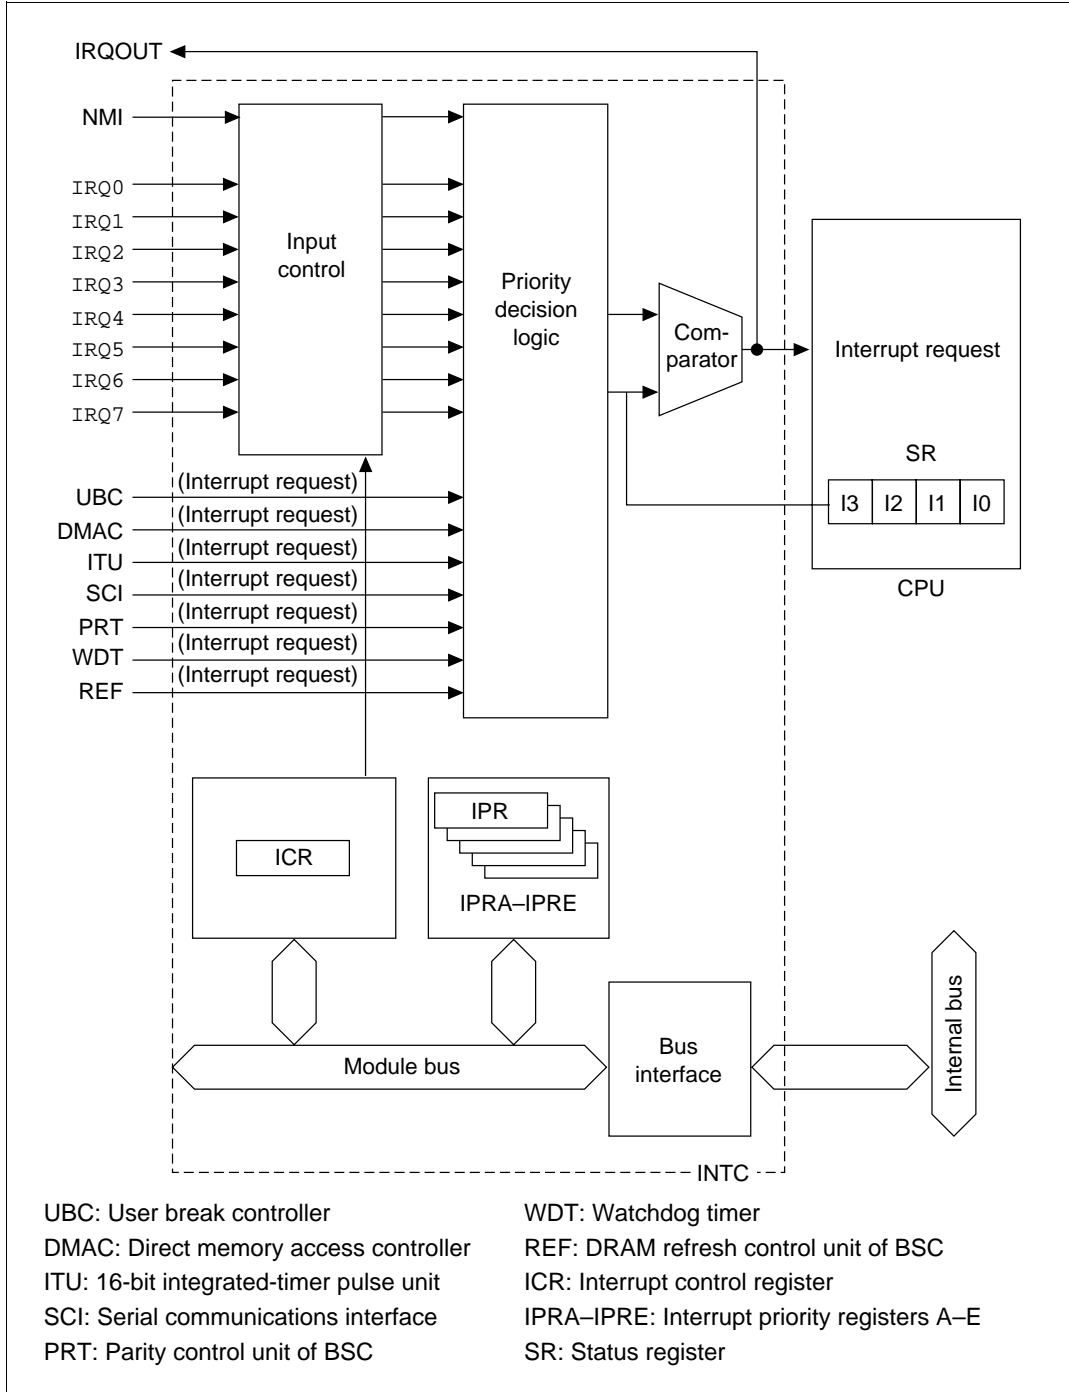 IRQOUT
NMI
IRQ0
IRQ1
IRQ2
IRQ3
IRQ4
IRQ5
IRQ6
IRQ7
Input
control
Priority
decision
logic
Com-
parator
Interrupt request
SR
I3 I2 I1 I0
CPU
UBC (Interrupt request)
DMAC (Interrupt request)
ITU (Interrupt request)
SCI (Interrupt request)
PRT (Interrupt request)
WDT (Interrupt request)
REF (Interrupt request)
ICR
IPR
IPRA–IPRE
Module bus
Bus
interface
Internal bus
INTC
UBC: User break controller
DMAC: Direct memory access controller
ITU: 16-bit integrated-timer pulse unit
SCI: Serial communications interface
PRT: Parity control unit of BSC
WDT: Watchdog timer
REF: DRAM refresh control unit of BSC
ICR: Interrupt control register
IPRA–IPRE: Interrupt priority registers A–E
SR: Status register